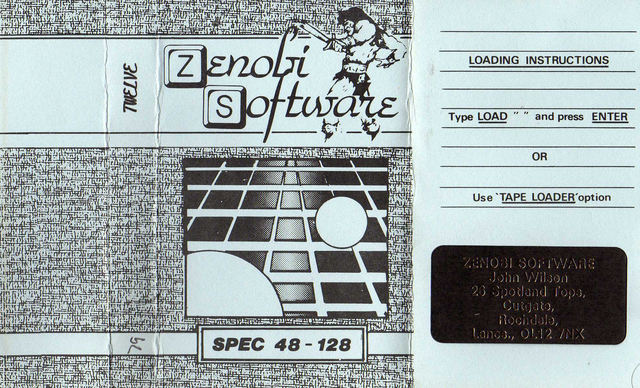 TWELVE
79
Zenobi
Software
SPEC 48 - 128
LOADING INSTRUCTIONS
Type LOAD " " and press ENTER
OR
Use `TAPE LOADER´option
ZENOBI SOFTWARE
John Wilson
26 Spotland Tops,
Cutgate,
Rochdale,
Lancs., OL12 7NX